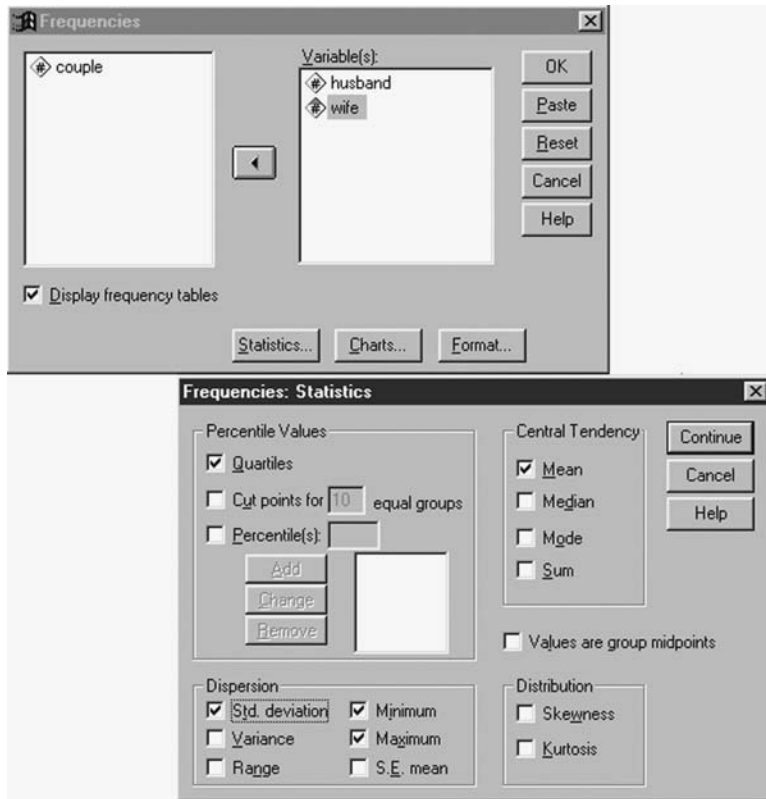 Frequencies
Variable(s):
couple
husband
wife
OK
Paste
Reset
Cancel
Help
Display frequency tables
Statistics...
Charts...
Format...
Frequencies: Statistics
Percentile Values
Quartiles
Cut points for 10 equal groups
Percentile(s):
Add
Change
Remove
Central Tendency
Mean
Median
Mode
Sum
Continue
Cancel
Help
Values are group midpoints
Dispersion
Std. deviation
Minimum
Variance
Maximum
Range
S.E. mean
Distribution
Skewness
Kurtosis